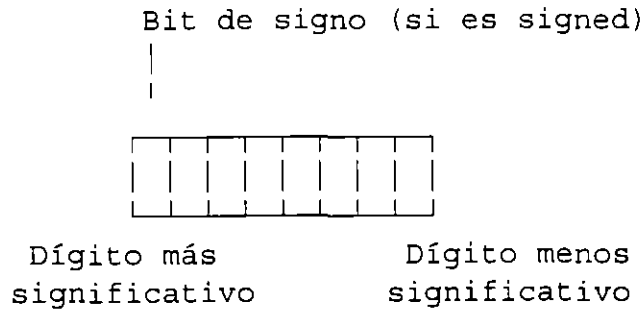 Bit de signo (si es signed)
Dígito más
significativo
Dígito menos
significativo